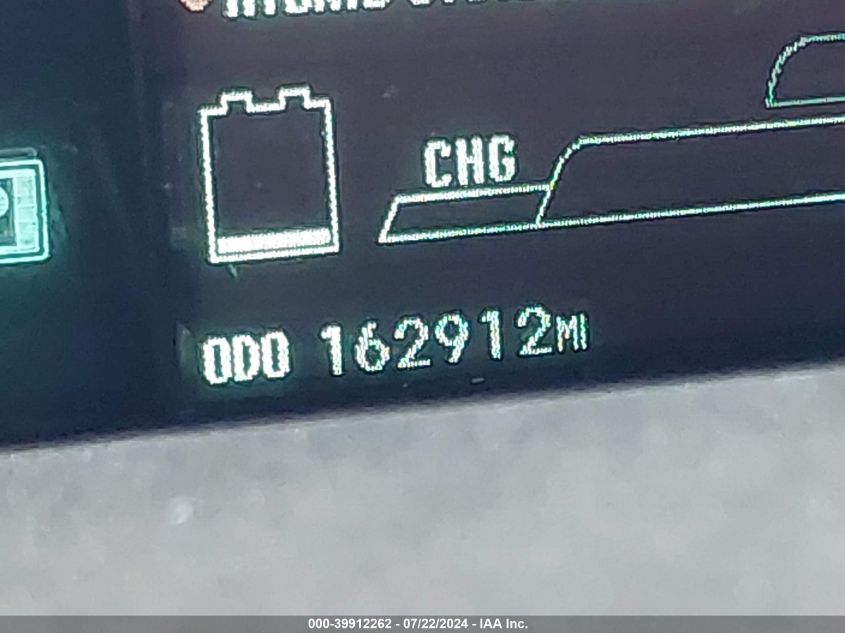 CHG
ODO 162912MI
000-39912262 - 07/22/2024 - IAA Inc.